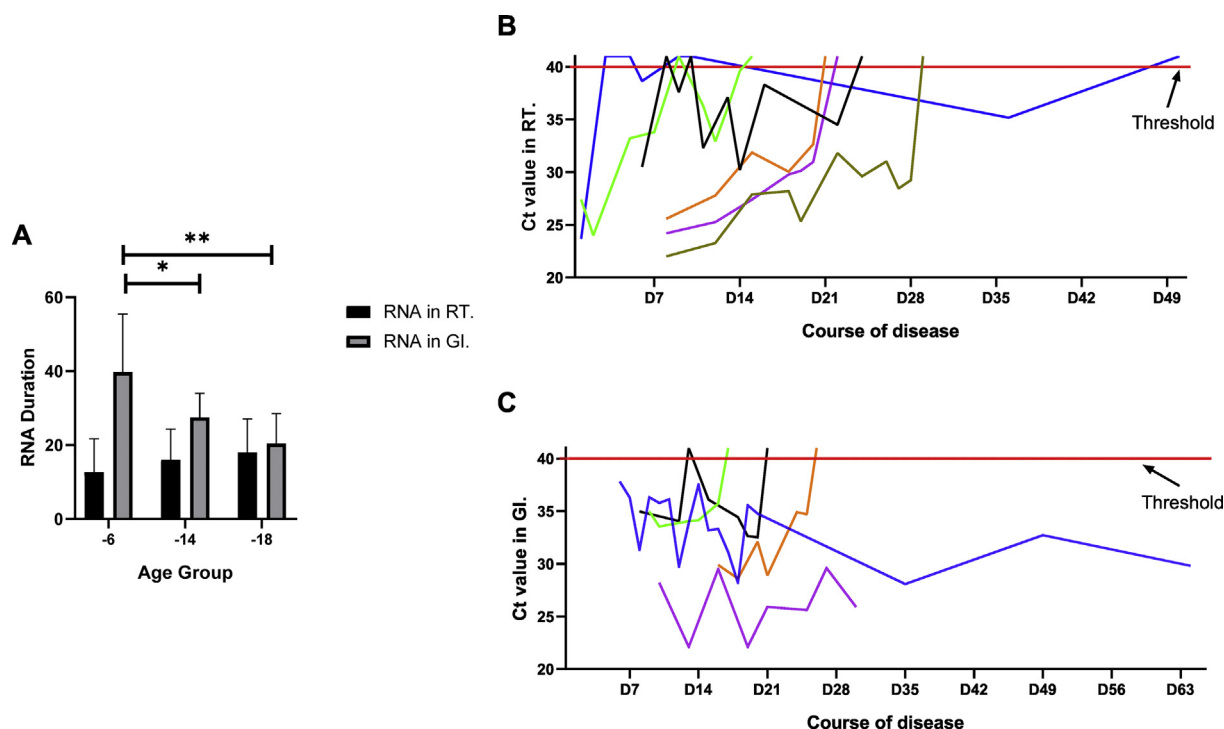 A
**
*
60
40
20
0
RNA Duration
-6
-14
-18
Age Group
RNA in RT.
RNA in GI.
B
40
35
30
25
20
Ct value in RT.
Threshold
D7
D14
D21
D28
D35
D42
D49
Course of disease
C
40
35
30
25
20
Ct value in GI.
Threshold
D7
D14
D21
D28
D35
D42
D49
D56
D63
Course of disease